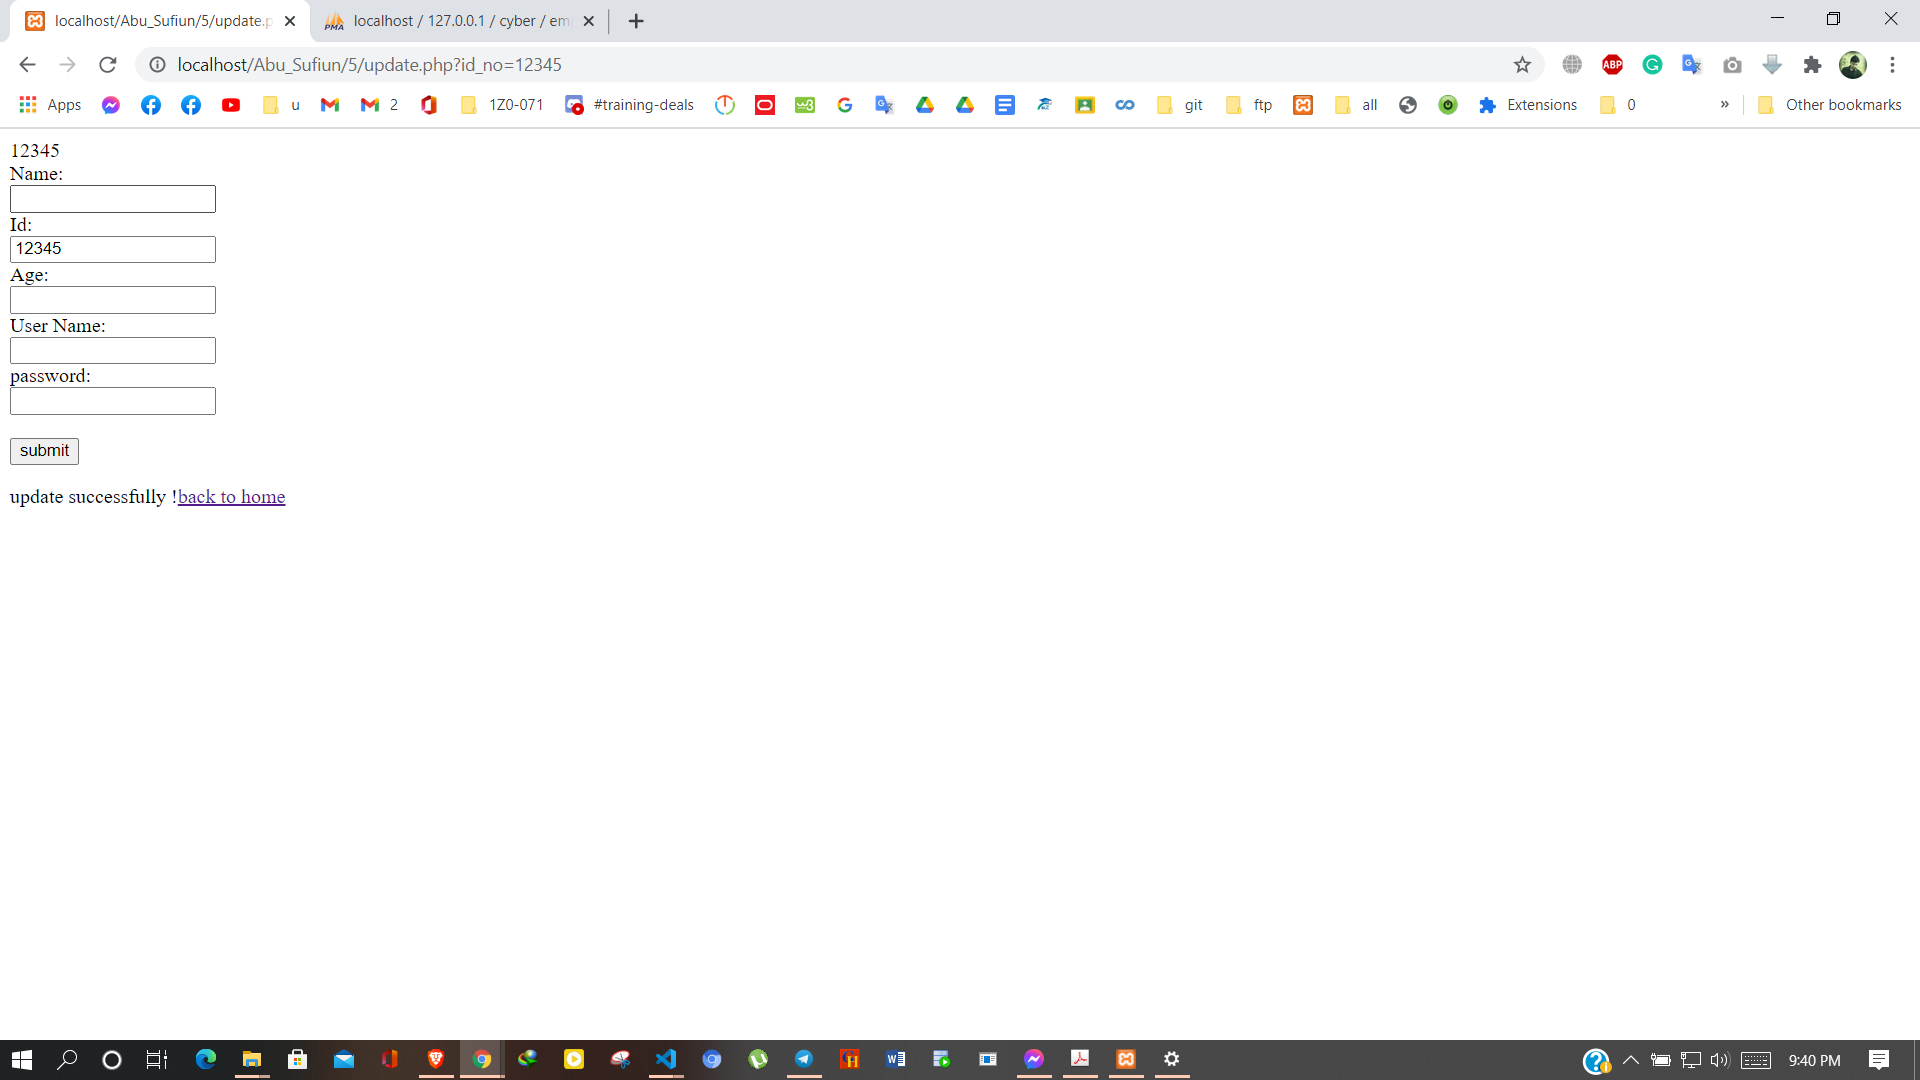 localhost/Abu_Sufiun/5/update.p
localhost / 127.0.0.1 / cyber / em
localhost/Abu_Sufiun/5/update.php?id_no=12345
ABP
Apps
u
2
1Z0-071
#training-deals
git
ftp
all
Extensions
0
»
Other bookmarks
12345
Name:
Id:
12345
Age:
User Name:
password:
submit
update successfully !back to home
9:40 PM